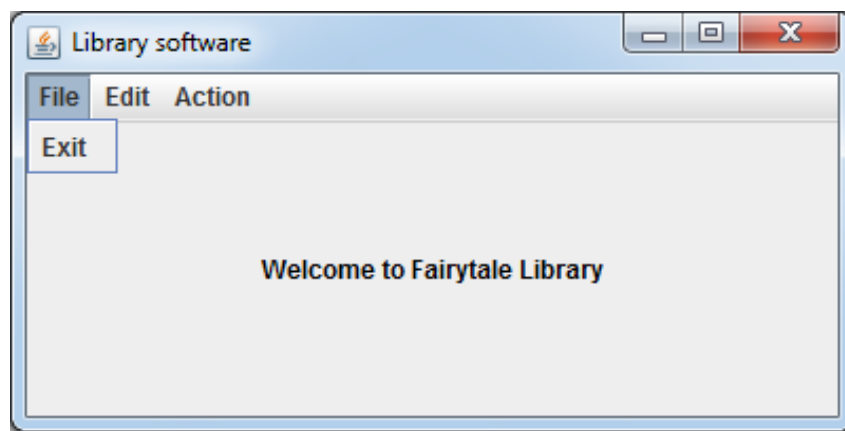 Library software
File Edit Action
Exit
Welcome to Fairytale Library